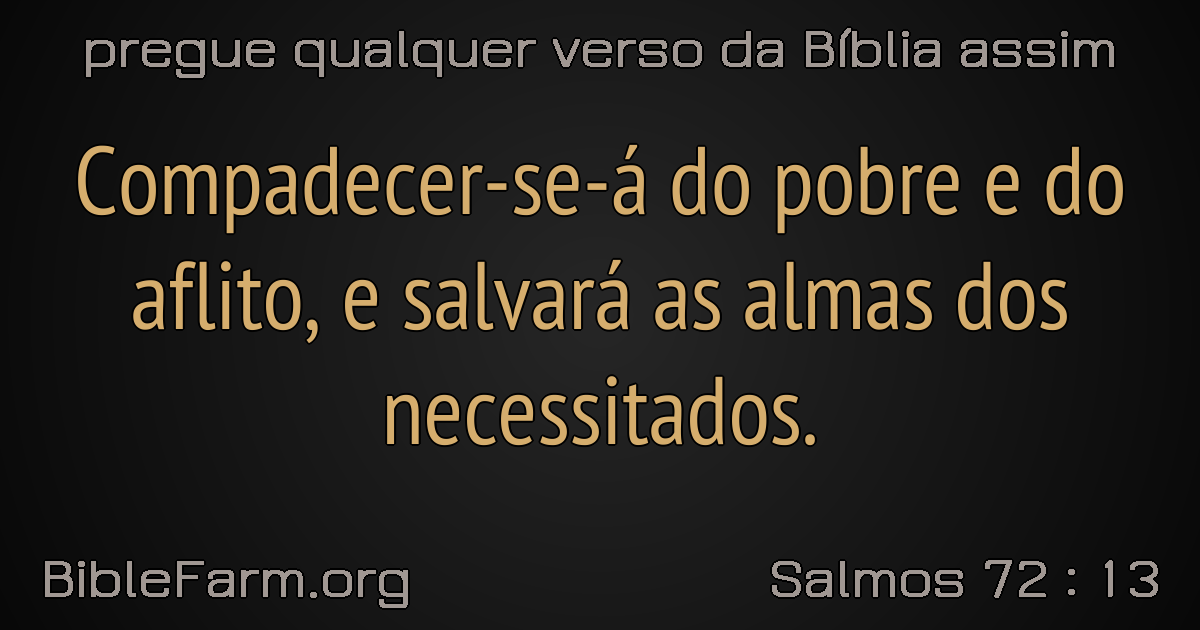 pregue qualquer verso da Bíblia assim
Compadecer-se-á do pobre e do
aflito, e salvará as almas dos
necessitados.
BibleFarm.org
Salmos 72 : 13